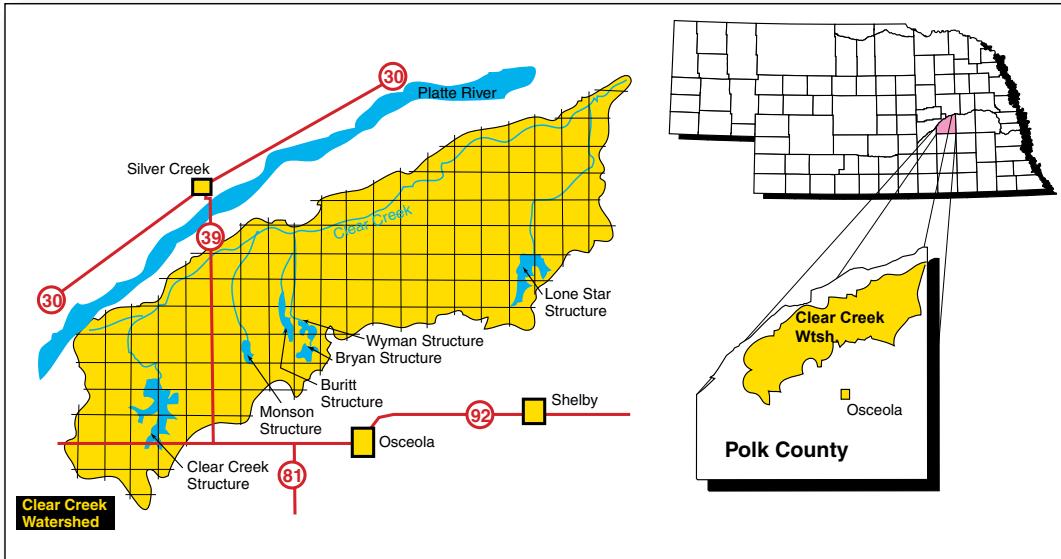 30
Platte River
Silver Creek
39
Clear Creek
30
Lone Star
Structure
Wyman Structure
Bryan Structure
Buritt
Structure
Monson
Structure
Clear Creek
Structure
92
Shelby
Osceola
81
Clear Creek
Watershed
Clear Creek
Wtsh.
Osceola
Polk County